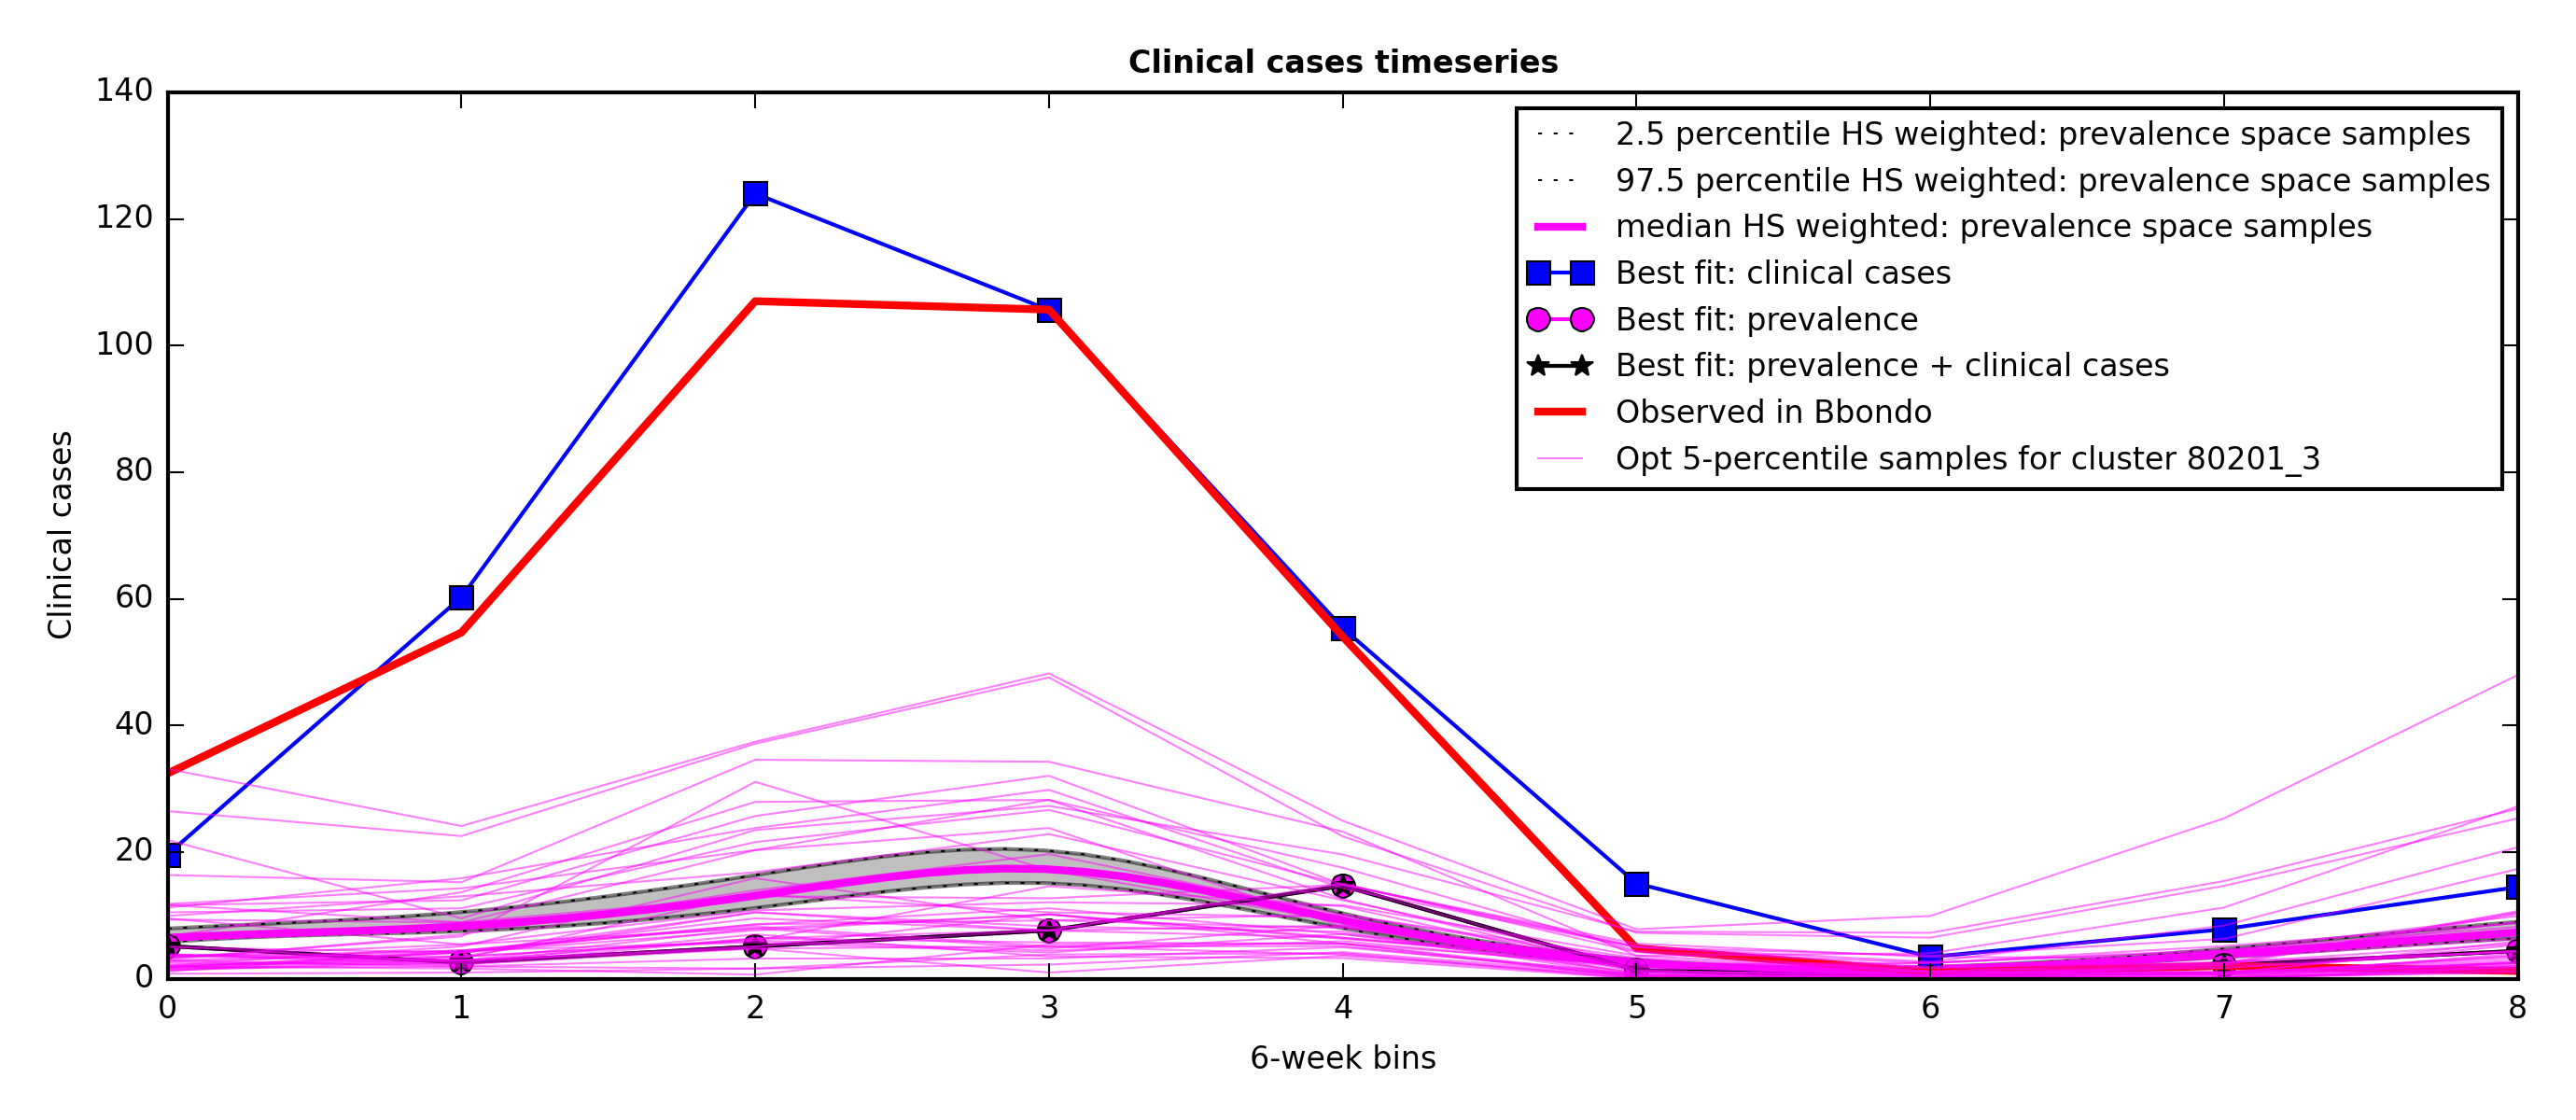 Clinical cases timeseries
140
120
100
80
60
40
20
0
Clinical cases
0 1 2 3 4 5 6 7 8
6-week bins
2.5 percentile HS weighted: prevalence space samples
97.5 percentile HS weighted: prevalence space samples
median HS weighted: prevalence space samples
Best fit: clinical cases
Best fit: prevalence
Best fit: prevalence + clinical cases
Observed in Bbondo
Opt 5-percentile samples for cluster 80201_3